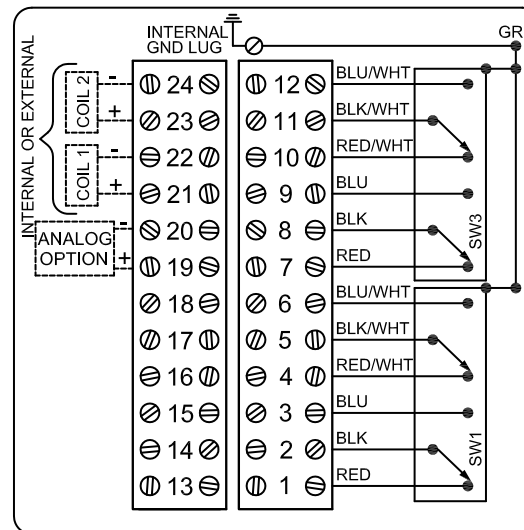 INTERNAL
GND LUG
GR
INTERNAL OR EXTERNAL
COIL 2
-
+
COIL 1
-
+
ANALOG
OPTION
-
+
24
23
22
21
20
19
18
17
16
15
14
13
12 BLU/WHT
11 BLK/WHT
10 RED/WHT
9 BLU
8 BLK
7 RED
SW3
6 BLU/WHT
5 BLK/WHT
4 RED/WHT
3 BLU
2 BLK
1 RED
SW1